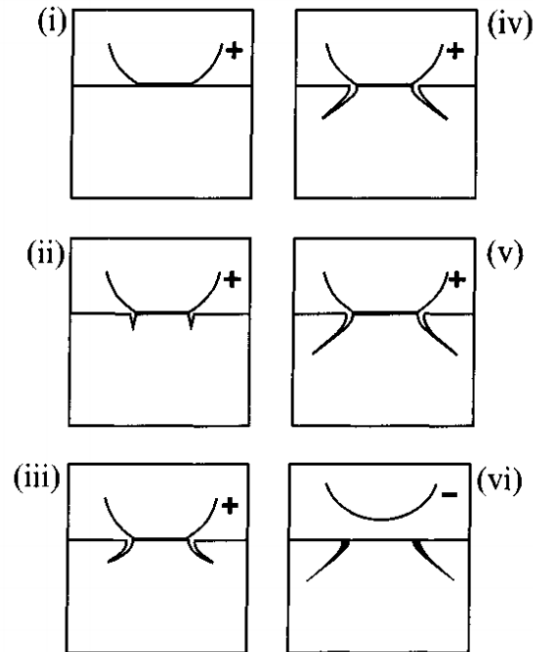 (i)
+
(iv)
+
(ii)
+
(v)
+
(iii)
+
(vi)
−